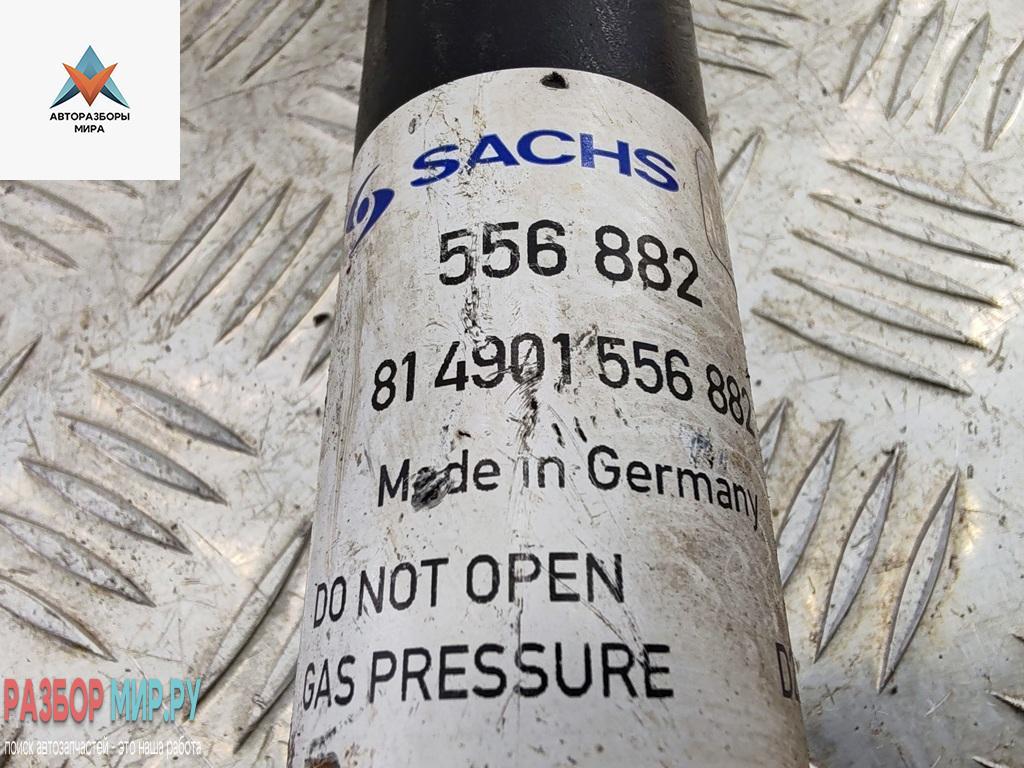 АВТОРАЗБОРЫ
МИРА
SACHS
556 882
81 4901 556 882
Made in Germany
DO NOT OPEN
GAS PRESSURE
РАЗБОР МИР.РУ
поиск автозапчастей - это наша работа